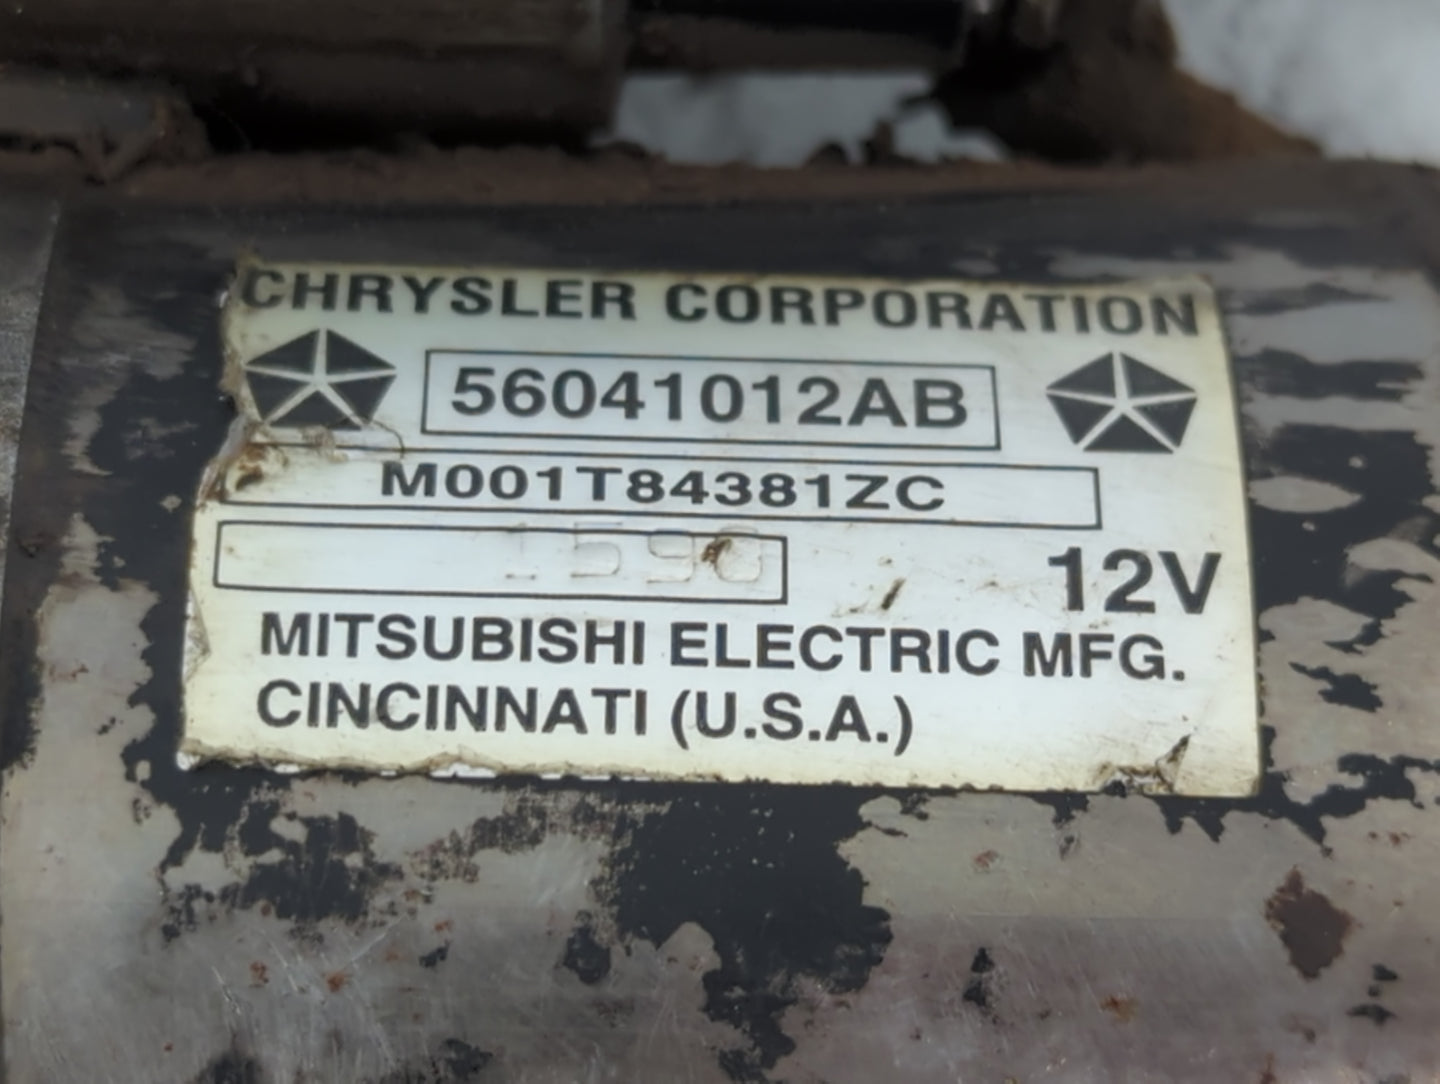 CHRYSLER CORPORATION
56041012AB
M001T84381ZC
12V
MITSUBISHI ELECTRIC MFG.
CINCINNATI (U.S.A.)